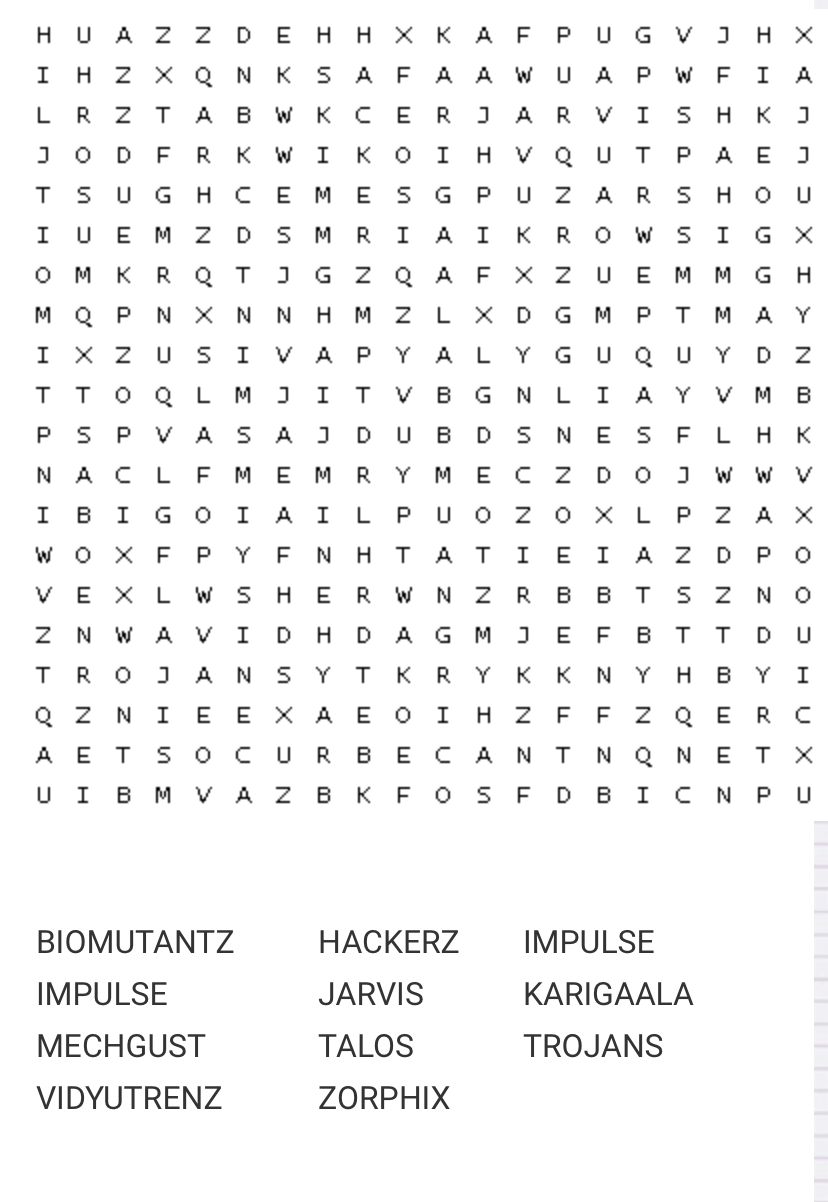 H U A Z Z D E H H X K A F P U G V J H X
I H Z X Q N K S A F A A W U A P W F I A
L R Z T A B W K C E R J A R V I S H K J
J O D F R K W I K O I H V Q U T P A E J
T S U G H C E M E S G P U Z A R S H O U
I U E M Z D S M R I A I K R O W S I G X
O M K R Q T J G Z Q A F X Z U E M M G H
M Q P N X N N H M Z L X D G M P T M A Y
I X Z U S I V A P Y A L Y G U Q U Y D Z
T T O Q L M J I T V B G N L I A Y V M B
P S P V A S A J D U B D S N E S F L H K
N A C L F M E M R Y M E C Z D O J W W V
I B I G O I A I L P U O Z O X L P Z A X
W O X F P Y F N H T A T I E I A Z D P O
V E X L W S H E R W N Z R B B T S Z N O
Z N W A V I D H D A G M J E F B T T D U
T R O J A N S Y T K R Y K K N Y H B Y I
Q Z N I E E X A E O I H Z F F Z Q E R C
A E T S O C U R B E C A N T N Q N E T X
U I B M V A Z B K F O S F D B I C N P U
BIOMUTANTZ HACKERZ IMPULSE
IMPULSE JARVIS KARIGAALA
MECHGUST TALOS TROJANS
VIDYUTRENZ ZORPHIX